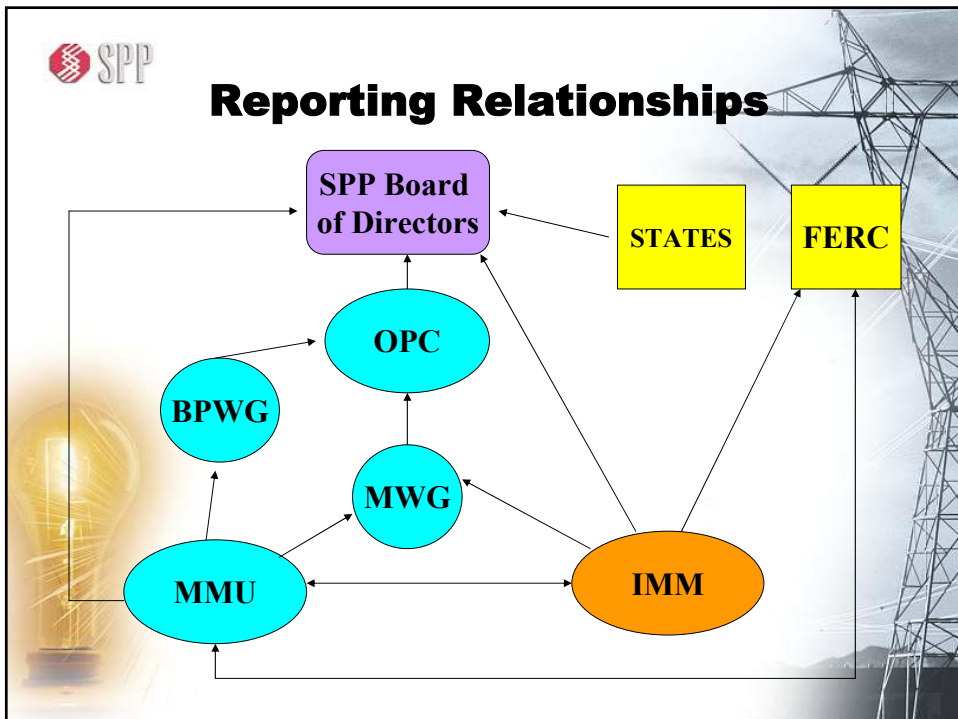 SPP
Reporting Relationships
SPP Board
of Directors
STATES
FERC
OPC
BPWG
MWG
MMU
IMM